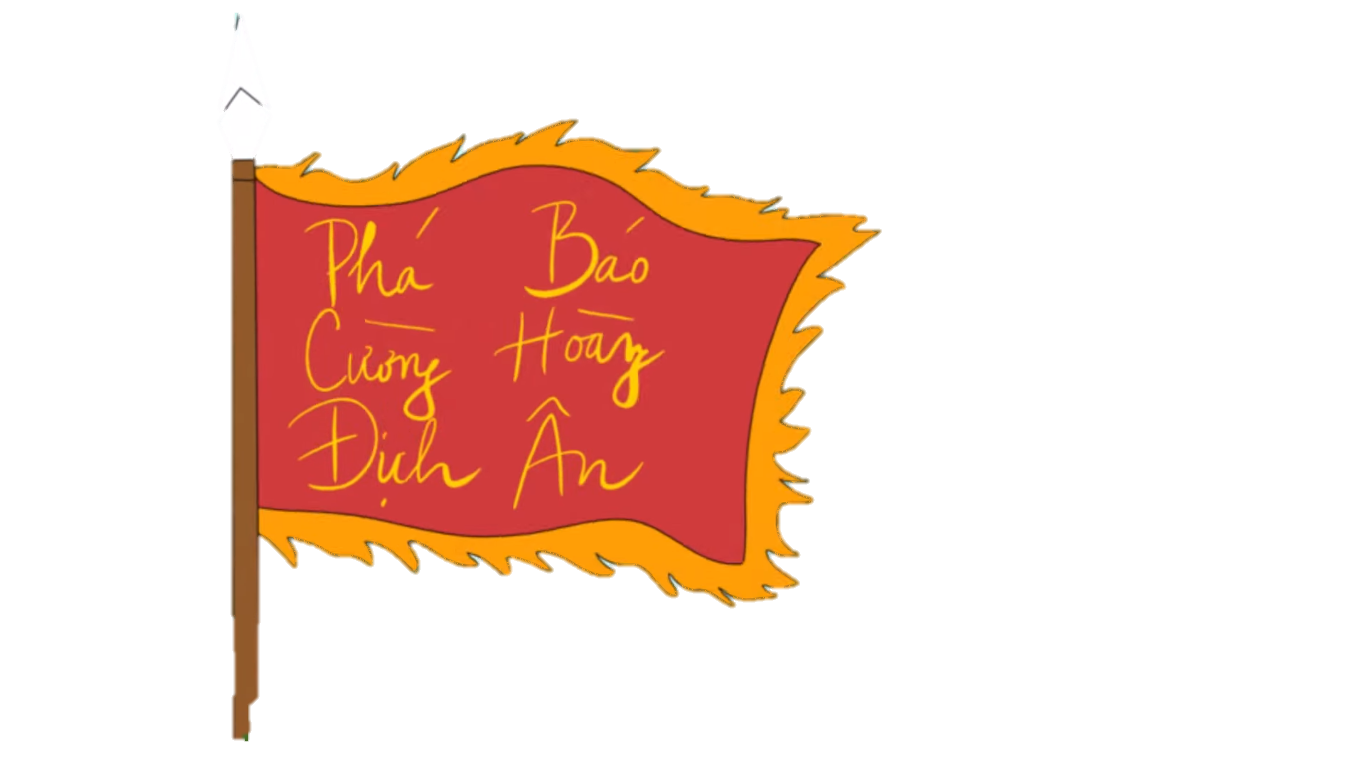 Phá Báo
Cường Hoàng
Địch Ân